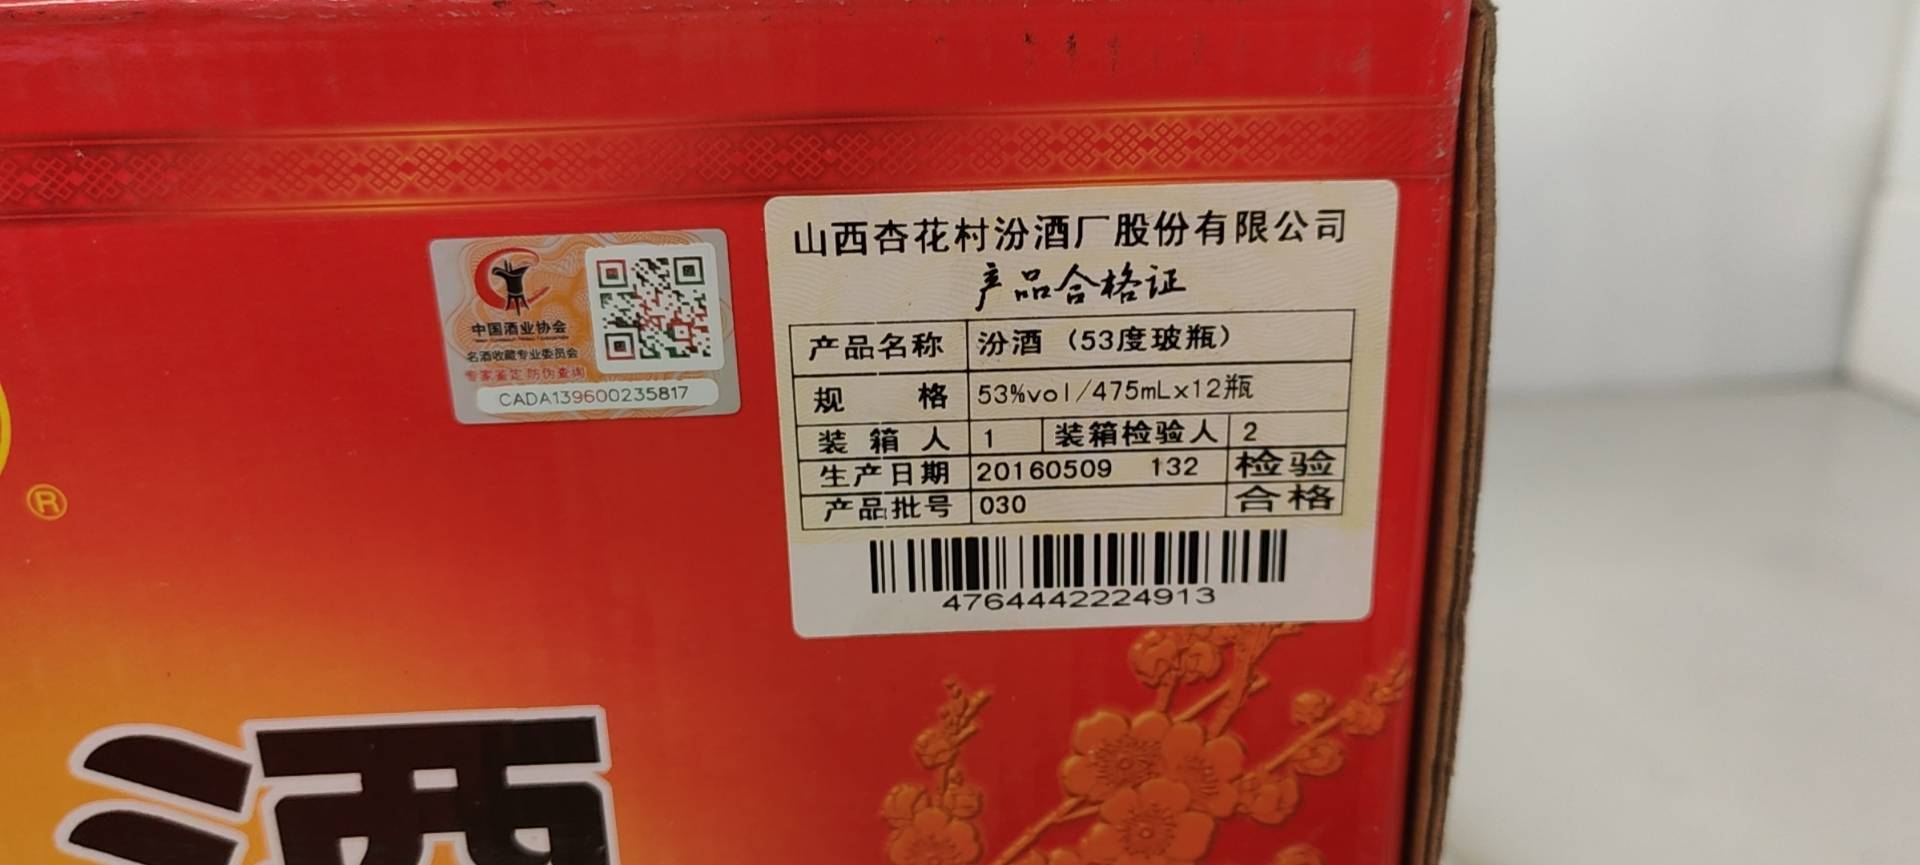 山西杏花村汾酒厂股份有限公司
产品合格证
产品名称 汾酒（53度玻瓶）
规 格 53%vol/475mLx12瓶
装 箱 人 1 装箱检验人 2
生产日期 20160509 132 检验
产品批号 030 合格
4764442224913
中国酒业协会
名酒收藏专业委员会
专家鉴定 防伪查询
CADA139600235817
®
酒